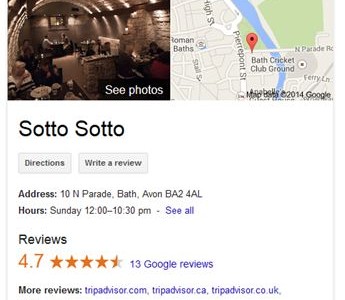 See photos
High St
Roman
Baths
Stall St
Pierrepont St
N Parade Rd
Bath Cricket
Club Ground
Ferry Ln
Map data ©2014 Google
Sotto Sotto
Directions
Write a review
Address: 10 N Parade, Bath, Avon BA2 4AL
Hours: Sunday 12:00–10:30 pm - See all
Reviews
4.7
13 Google reviews
More reviews: tripadvisor.com, tripadvisor.ca, tripadvisor.co.uk,